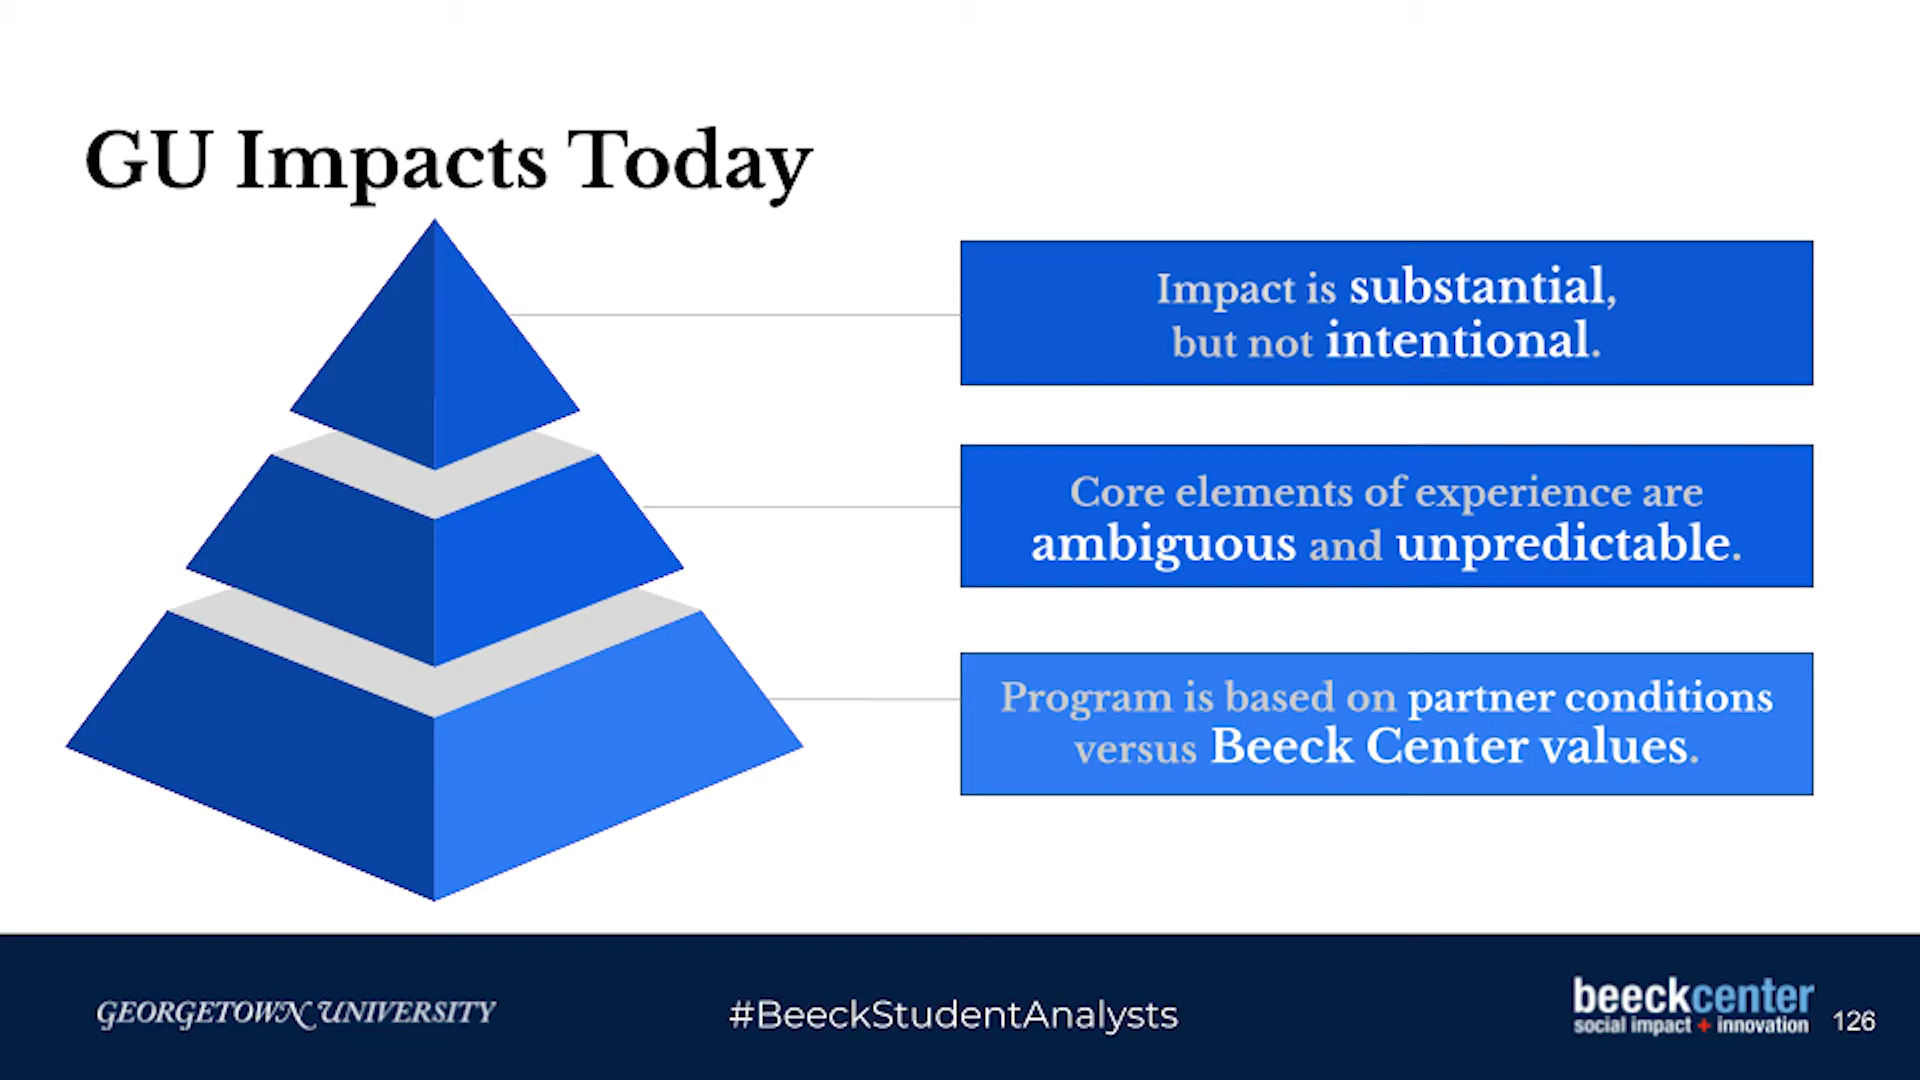 GU Impacts Today
Impact is substantial,
but not intentional.
Core elements of experience are
ambiguous and unpredictable.
Program is based on partner conditions
versus Beeck Center values.
GEORGETOWN UNIVERSITY
#BeeckStudentAnalysts
beeckcenter
social impact + innovation
126